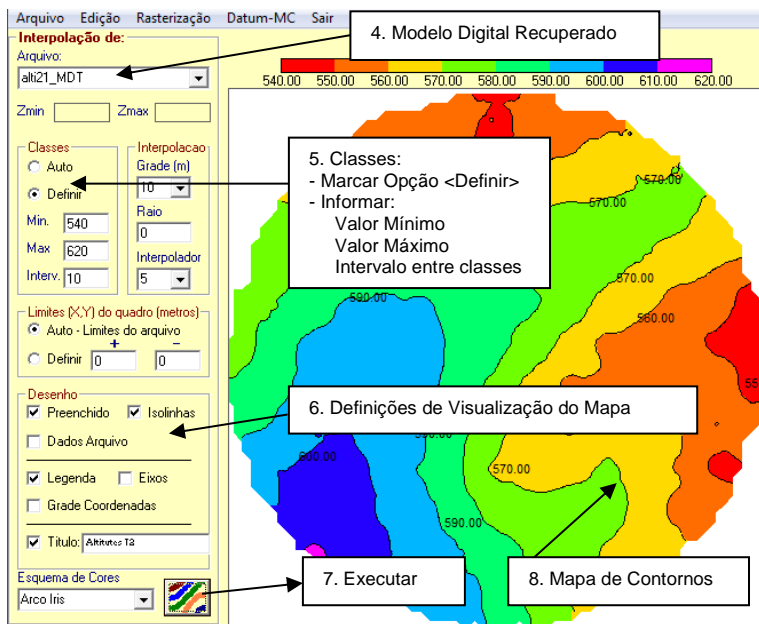 Arquivo Edição Rasterização Datum-MC Sair
Interpolação de:
Arquivo:
alti21_MDT
Zmin Zmax
Classes
Auto
Definir
Min. 540
Max 620
Interv. 10
Interpolacao
Grade (m)
10
Raio
0
Interpolador
5
Limites (X,Y) do quadro (metros)
Auto - Limites do arquivo
+ −
Definir 0 0
Desenho
Preenchido Isolinhas
Dados Arquivo
Legenda Eixos
Grade Coordenadas
Titulo: Altitutes T2
Esquema de Cores
Arco Iris
4. Modelo Digital Recuperado
540.00 550.00 560.00 570.00 580.00 590.00 600.00 610.00 620.00
5. Classes:
- Marcar Opção <Definir>
- Informar:
Valor Mínimo
Valor Máximo
Intervalo entre classes
570.00
570.00
570.00
590.00
560.00
6. Definições de Visualização do Mapa
600.00
570.00
590.00
7. Executar
8. Mapa de Contornos